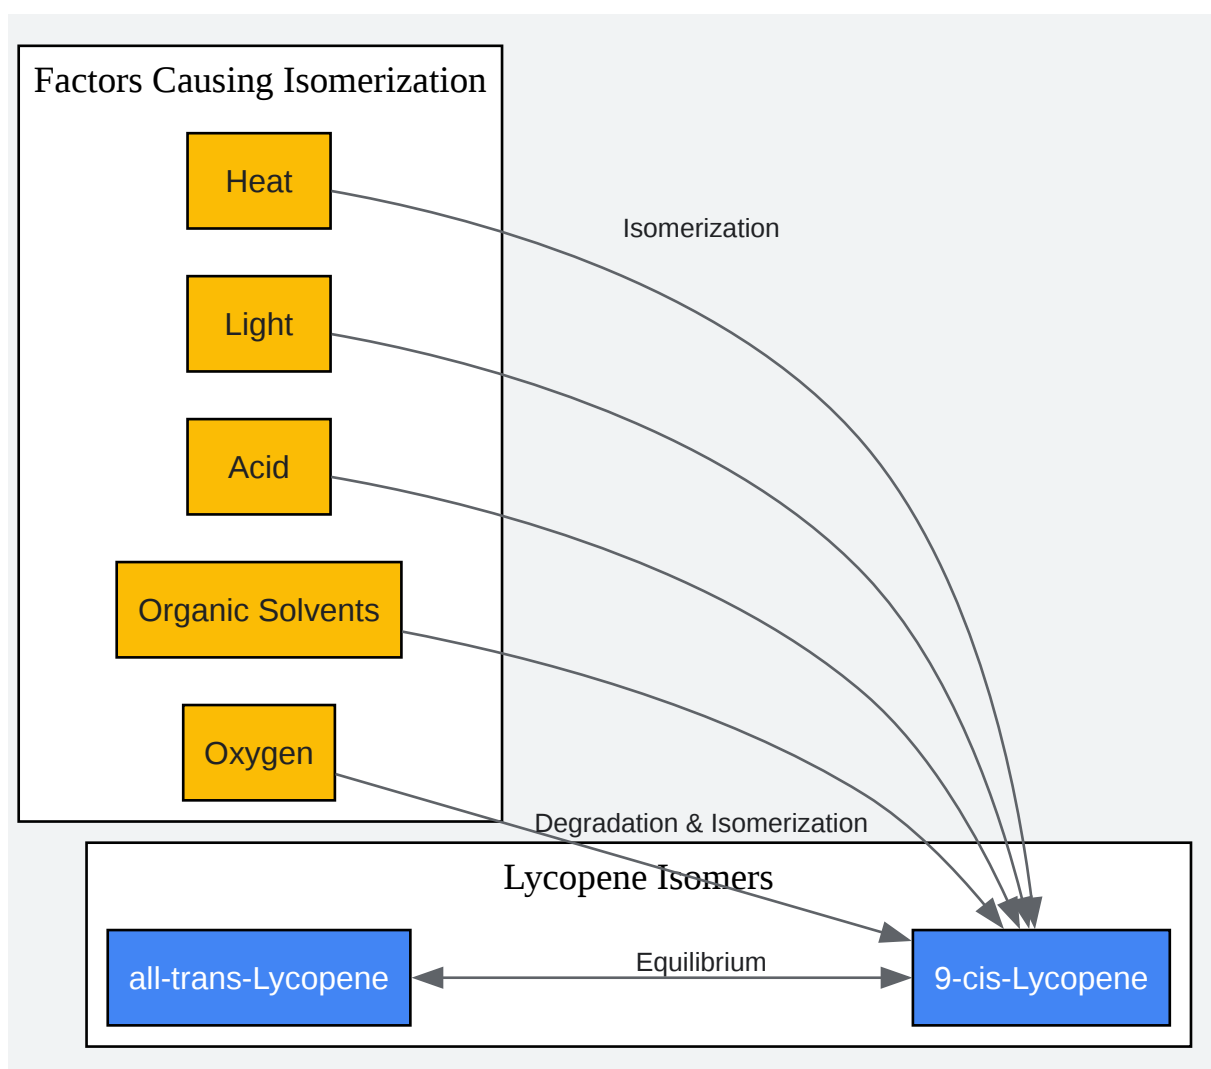 Factors Causing Isomerization
Heat
Isomerization
Light
Acid
Organic Solvents
Oxygen
Degradation & Isomerization
Lycopene Isomers
all-trans-Lycopene
Equilibrium
9-cis-Lycopene